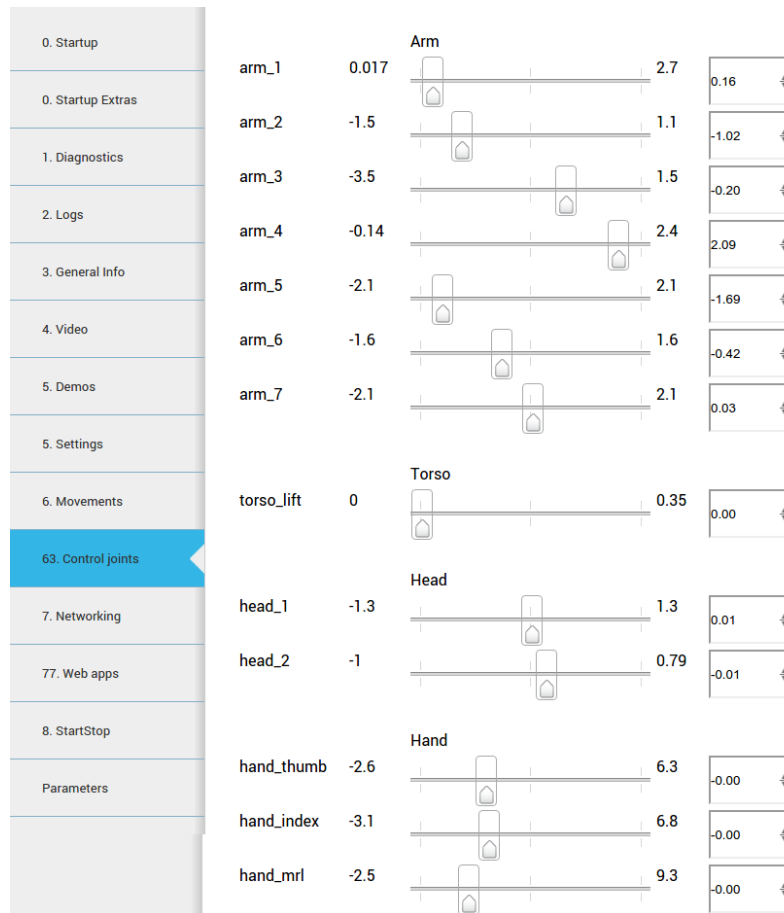 0. Startup
0. Startup Extras
1. Diagnostics
2. Logs
3. General Info
4. Video
5. Demos
5. Settings
6. Movements
63. Control joints
7. Networking
77. Web apps
8. StartStop
Parameters
Arm
arm_1 0.017 2.7 0.16
arm_2 -1.5 1.1 -1.02
arm_3 -3.5 1.5 -0.20
arm_4 -0.14 2.4 2.09
arm_5 -2.1 2.1 -1.69
arm_6 -1.6 1.6 -0.42
arm_7 -2.1 2.1 0.03
Torso
torso_lift 0 0.35 0.00
Head
head_1 -1.3 1.3 0.01
head_2 -1 0.79 -0.01
Hand
hand_thumb -2.6 6.3 -0.00
hand_index -3.1 6.8 -0.00
hand_mrl -2.5 9.3 -0.00